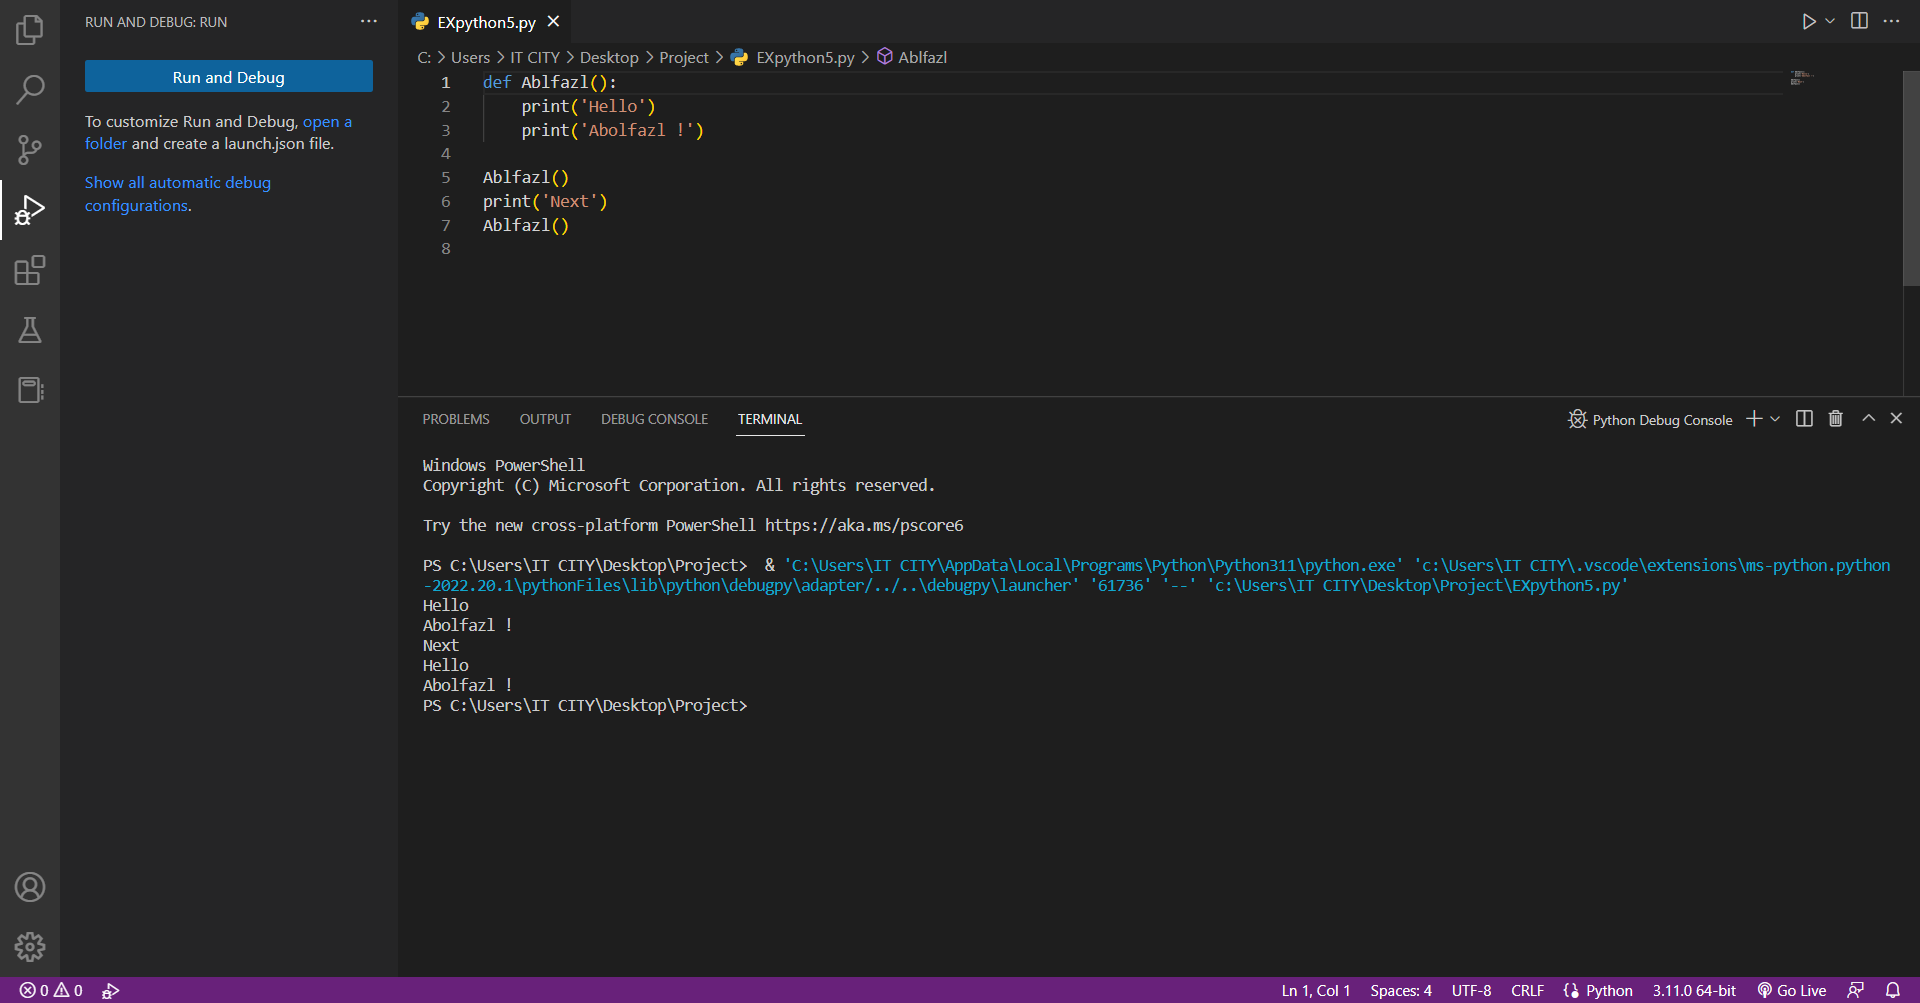 RUN AND DEBUG: RUN
Run and Debug
To customize Run and Debug, open a
folder and create a launch.json file.
Show all automatic debug
configurations.
EXpython5.py
C: > Users > IT CITY > Desktop > Project > EXpython5.py > Ablfazl
1 def Ablfazl():
2     print('Hello')
3     print('Abolfazl !')
4
5 Ablfazl()
6 print('Next')
7 Ablfazl()
8
PROBLEMS OUTPUT DEBUG CONSOLE TERMINAL Python Debug Console
Windows PowerShell
Copyright (C) Microsoft Corporation. All rights reserved.
Try the new cross-platform PowerShell https://aka.ms/pscore6
PS C:\Users\IT CITY\Desktop\Project>  & 'C:\Users\IT CITY\AppData\Local\Programs\Python\Python311\python.exe' 'c:\Users\IT CITY\.vscode\extensions\ms-python.python
-2022.20.1\pythonFiles\lib\python\debugpy\adapter/../..\debugpy\launcher' '61736' '--' 'c:\Users\IT CITY\Desktop\Project\EXpython5.py'
Hello
Abolfazl !
Next
Hello
Abolfazl !
PS C:\Users\IT CITY\Desktop\Project>
0 0 Ln 1, Col 1 Spaces: 4 UTF-8 CRLF Python 3.11.0 64-bit Go Live